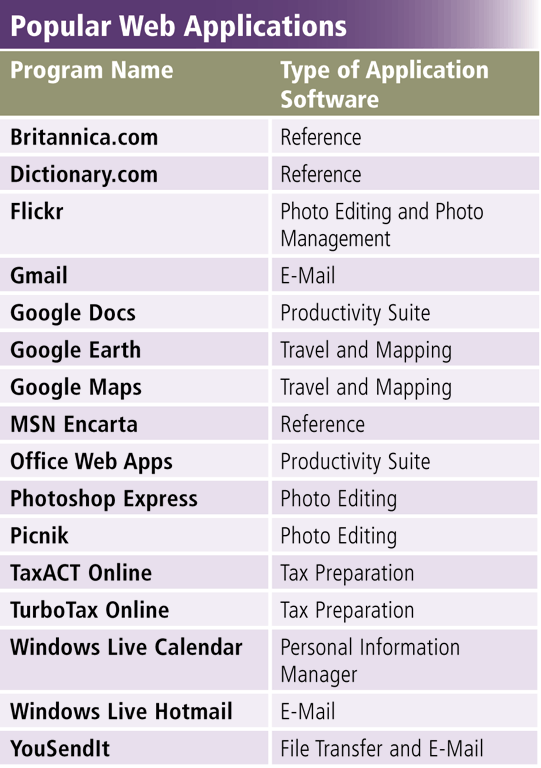 Popular Web Applications
Program Name Type of Application
Software
Britannica.com Reference
Dictionary.com Reference
Flickr Photo Editing and Photo
Management
Gmail E-Mail
Google Docs Productivity Suite
Google Earth Travel and Mapping
Google Maps Travel and Mapping
MSN Encarta Reference
Office Web Apps Productivity Suite
Photoshop Express Photo Editing
Picnik Photo Editing
TaxACT Online Tax Preparation
TurboTax Online Tax Preparation
Windows Live Calendar Personal Information
Manager
Windows Live Hotmail E-Mail
YouSendIt File Transfer and E-Mail